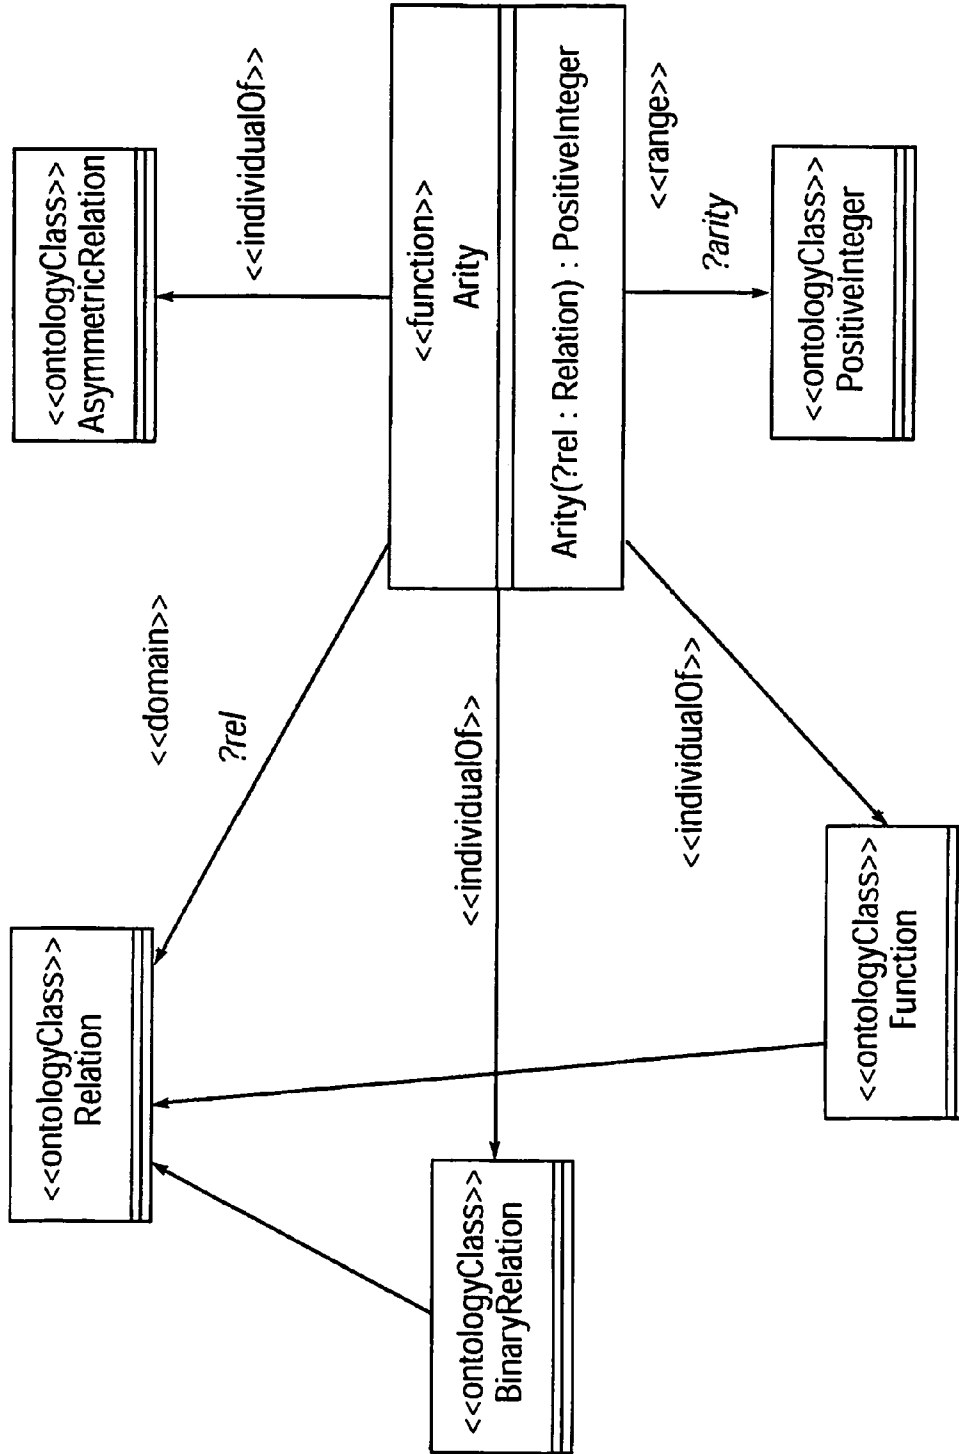 <<ontologyClass>>
Relation
<<ontologyClass>>
AsymmetricRelation
<<domain>>
?rel
<<individualOf>>
<<function>>
Arity
<<ontologyClass>>
BinaryRelation
<<individualOf>>
Arity(?rel : Relation) : PositiveInteger
<<individualOf>>
<<range>>
?arity
<<ontologyClass>>
Function
<<ontologyClass>>
PositiveInteger